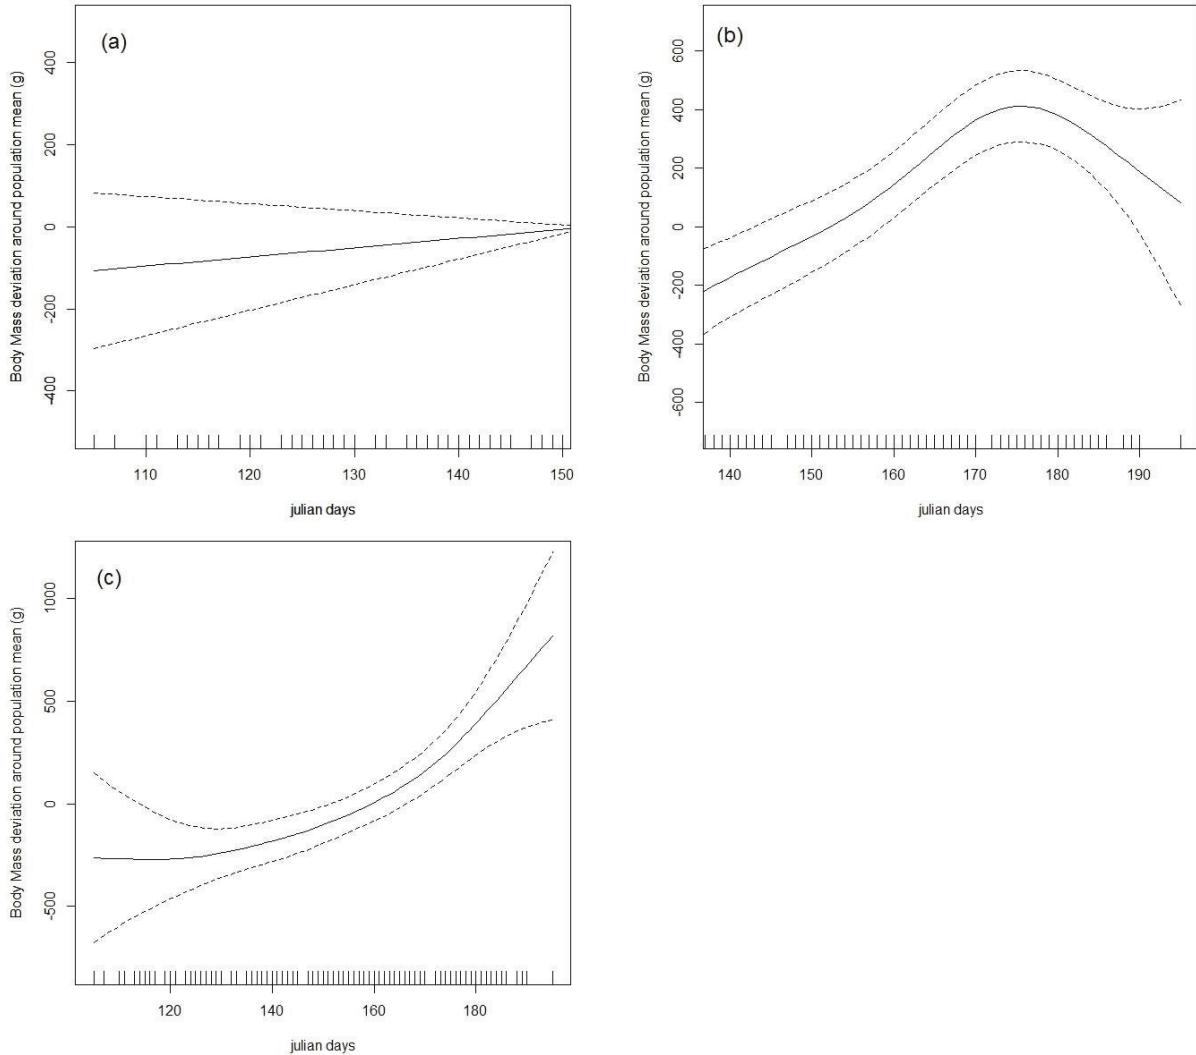 (a)
Body Mass deviation around population mean (g)
400
200
0
-200
-400
110 120 130 140 150
julian days
(b)
Body Mass deviation around population mean (g)
600
400
200
0
-200
-400
-600
140 150 160 170 180 190
julian days
(c)
Body Mass deviation around population mean (g)
1000
500
0
-500
120 140 160 180
julian days